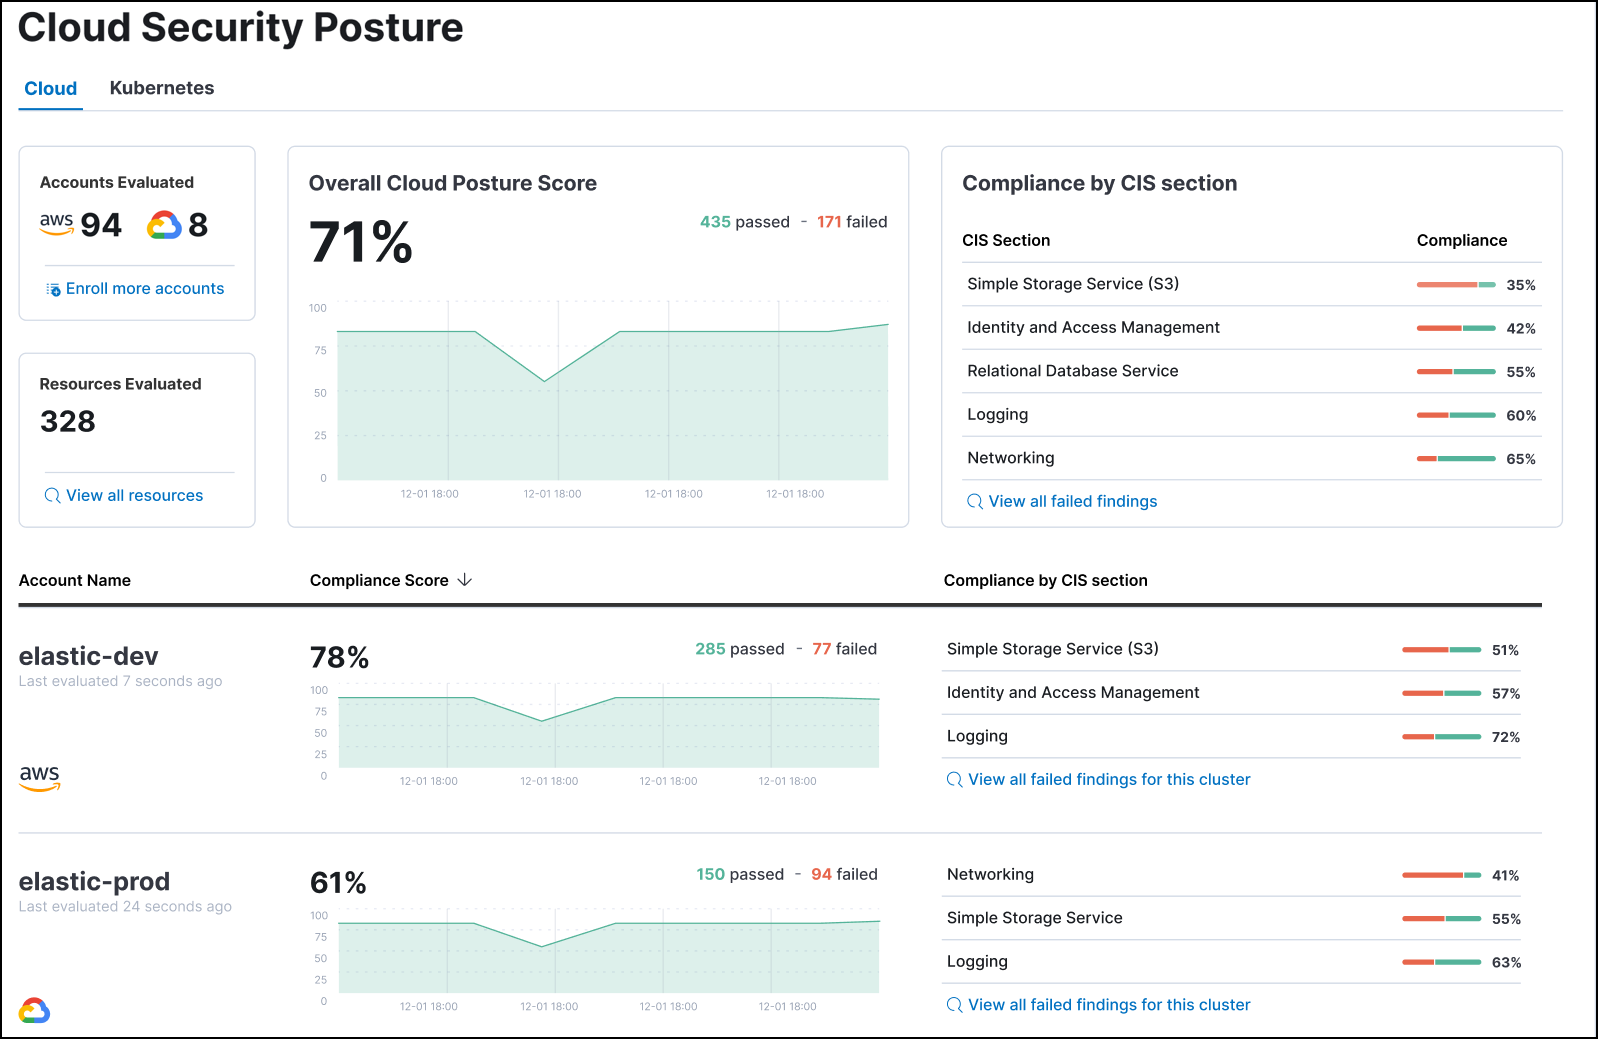 Cloud Security Posture
Cloud Kubernetes
Accounts Evaluated
aws 94 8
Enroll more accounts
Resources Evaluated
328
View all resources
Overall Cloud Posture Score
71%
435 passed - 171 failed
100
75
50
25
0
12-01 18:00 12-01 18:00 12-01 18:00 12-01 18:00
Compliance by CIS section
CIS Section Compliance
Simple Storage Service (S3) 35%
Identity and Access Management 42%
Relational Database Service 55%
Logging 60%
Networking 65%
View all failed findings
Account Name Compliance Score Compliance by CIS section
elastic-dev
Last evaluated 7 seconds ago
aws
78%
285 passed - 77 failed
100
75
50
25
0
12-01 18:00 12-01 18:00 12-01 18:00 12-01 18:00
Simple Storage Service (S3) 51%
Identity and Access Management 57%
Logging 72%
View all failed findings for this cluster
elastic-prod
Last evaluated 24 seconds ago
61%
150 passed - 94 failed
100
75
50
25
0
12-01 18:00 12-01 18:00 12-01 18:00 12-01 18:00
Networking 41%
Simple Storage Service 55%
Logging 63%
View all failed findings for this cluster